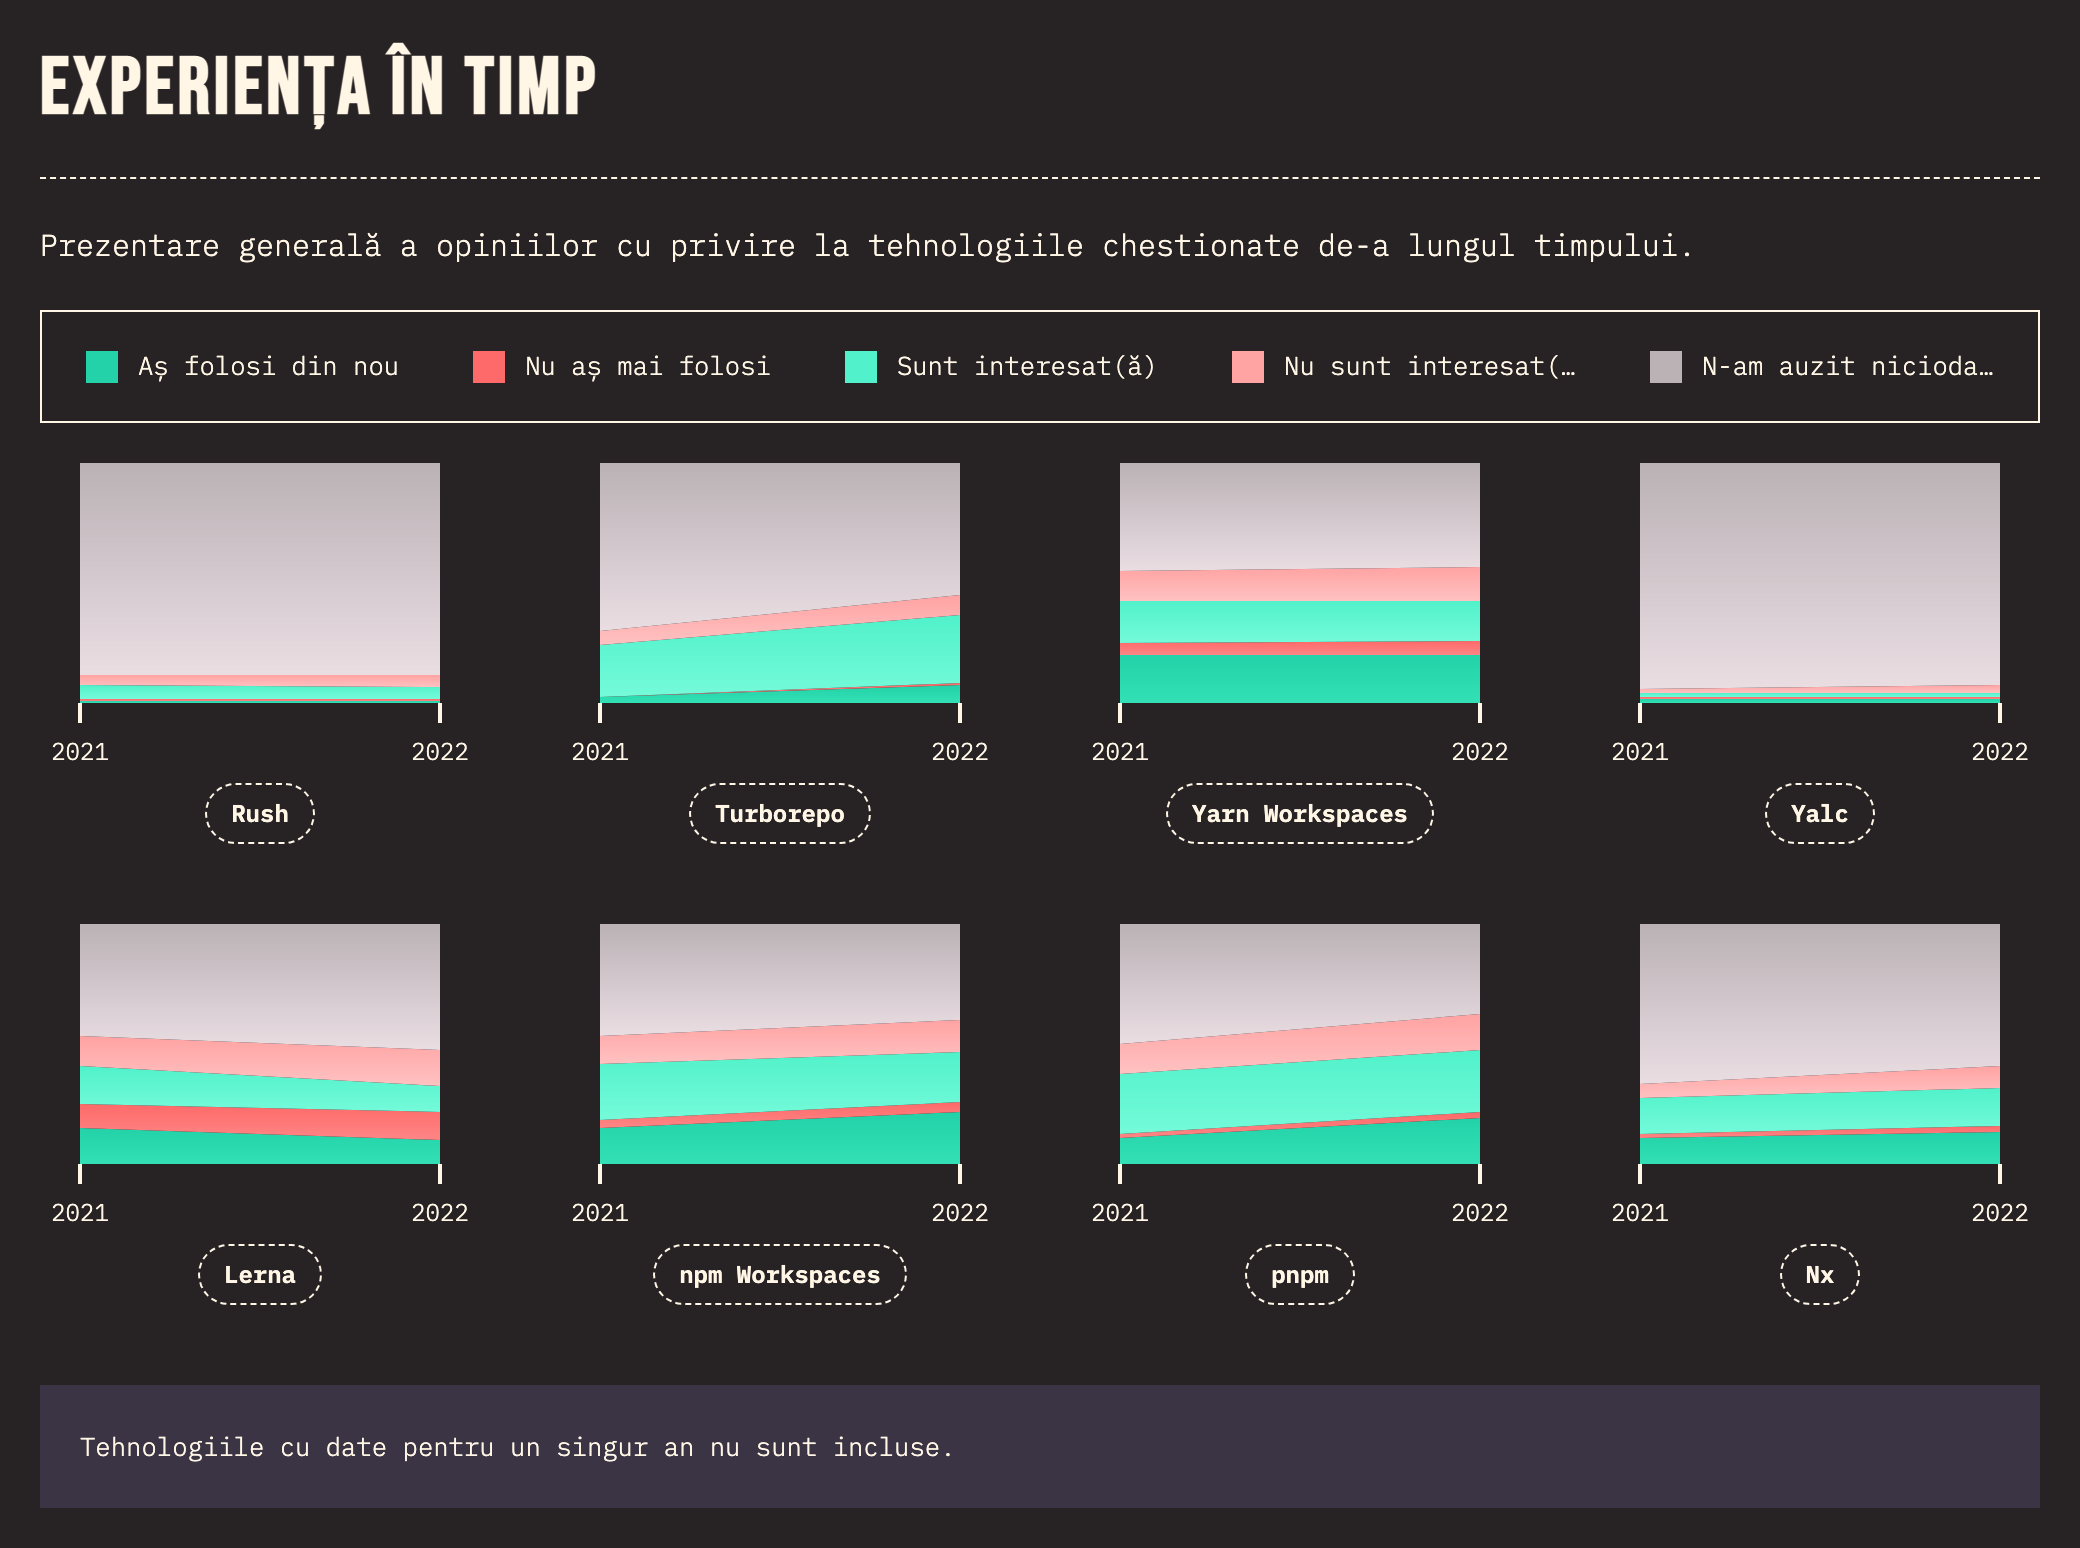 EXPERIENȚA ÎN TIMP
Prezentare generală a opiniilor cu privire la tehnologiile chestionate de-a lungul timpului.
Aș folosi din nou
Nu aș mai folosi
Sunt interesat(ă)
Nu sunt interesat(…
N-am auzit nicioda…
2021 2022 2021 2022 2021 2022 2021 2022
Rush Turborepo Yarn Workspaces Yalc
2021 2022 2021 2022 2021 2022 2021 2022
Lerna npm Workspaces pnpm Nx
Tehnologiile cu date pentru un singur an nu sunt incluse.